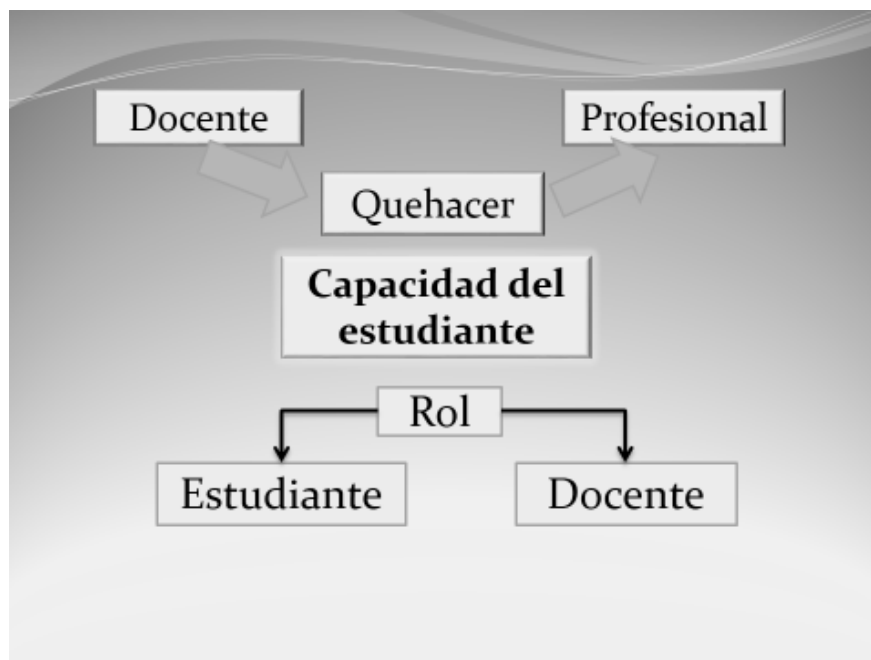 Docente
Profesional
Quehacer
Capacidad del
estudiante
Rol
Estudiante
Docente